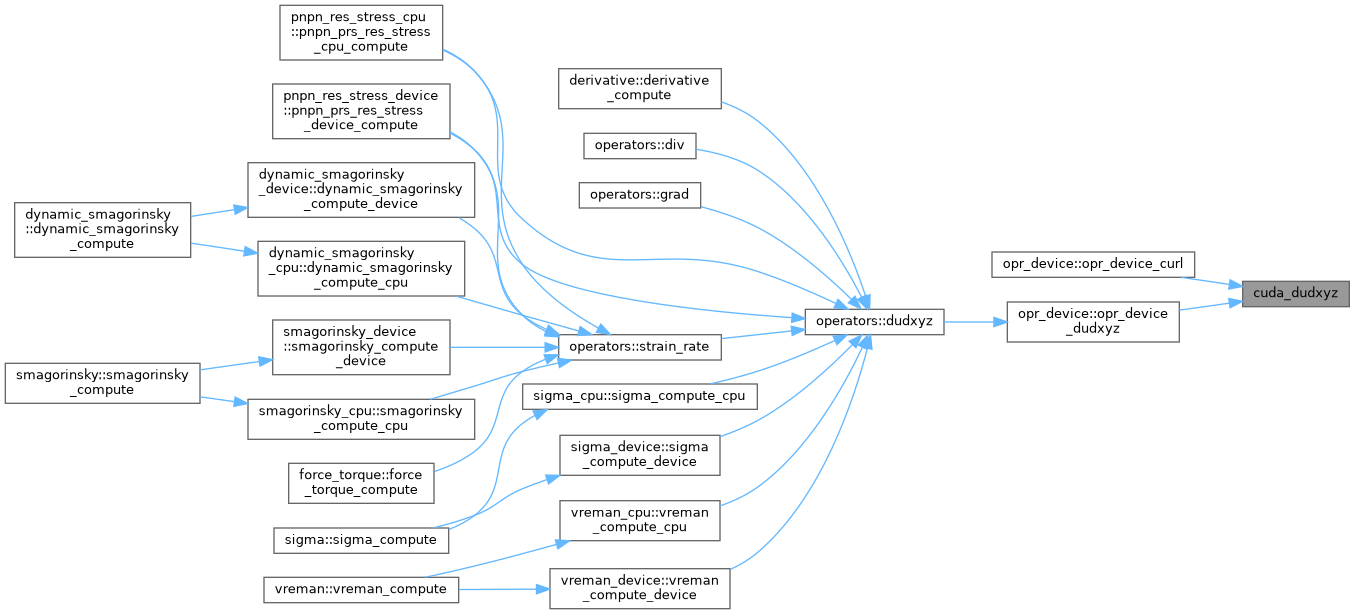 pnpn_res_stress_cpu
::pnpn_prs_res_stress
_cpu_compute
pnpn_res_stress_device
::pnpn_prs_res_stress
_device_compute
dynamic_smagorinsky
_device::dynamic_smagorinsky
_compute_device
dynamic_smagorinsky
::dynamic_smagorinsky
_compute
dynamic_smagorinsky
_cpu::dynamic_smagorinsky
_compute_cpu
smagorinsky_device
::smagorinsky_compute
_device
smagorinsky::smagorinsky
_compute
smagorinsky_cpu::smagorinsky
_compute_cpu
force_torque::force
_torque_compute
sigma::sigma_compute
vreman::vreman_compute
derivative::derivative
_compute
operators::div
operators::grad
operators::strain_rate
sigma_cpu::sigma_compute_cpu
sigma_device::sigma
_compute_device
vreman_cpu::vreman
_compute_cpu
vreman_device::vreman
_compute_device
operators::dudxyz
opr_device::opr_device_curl
opr_device::opr_device
_dudxyz
cuda_dudxyz